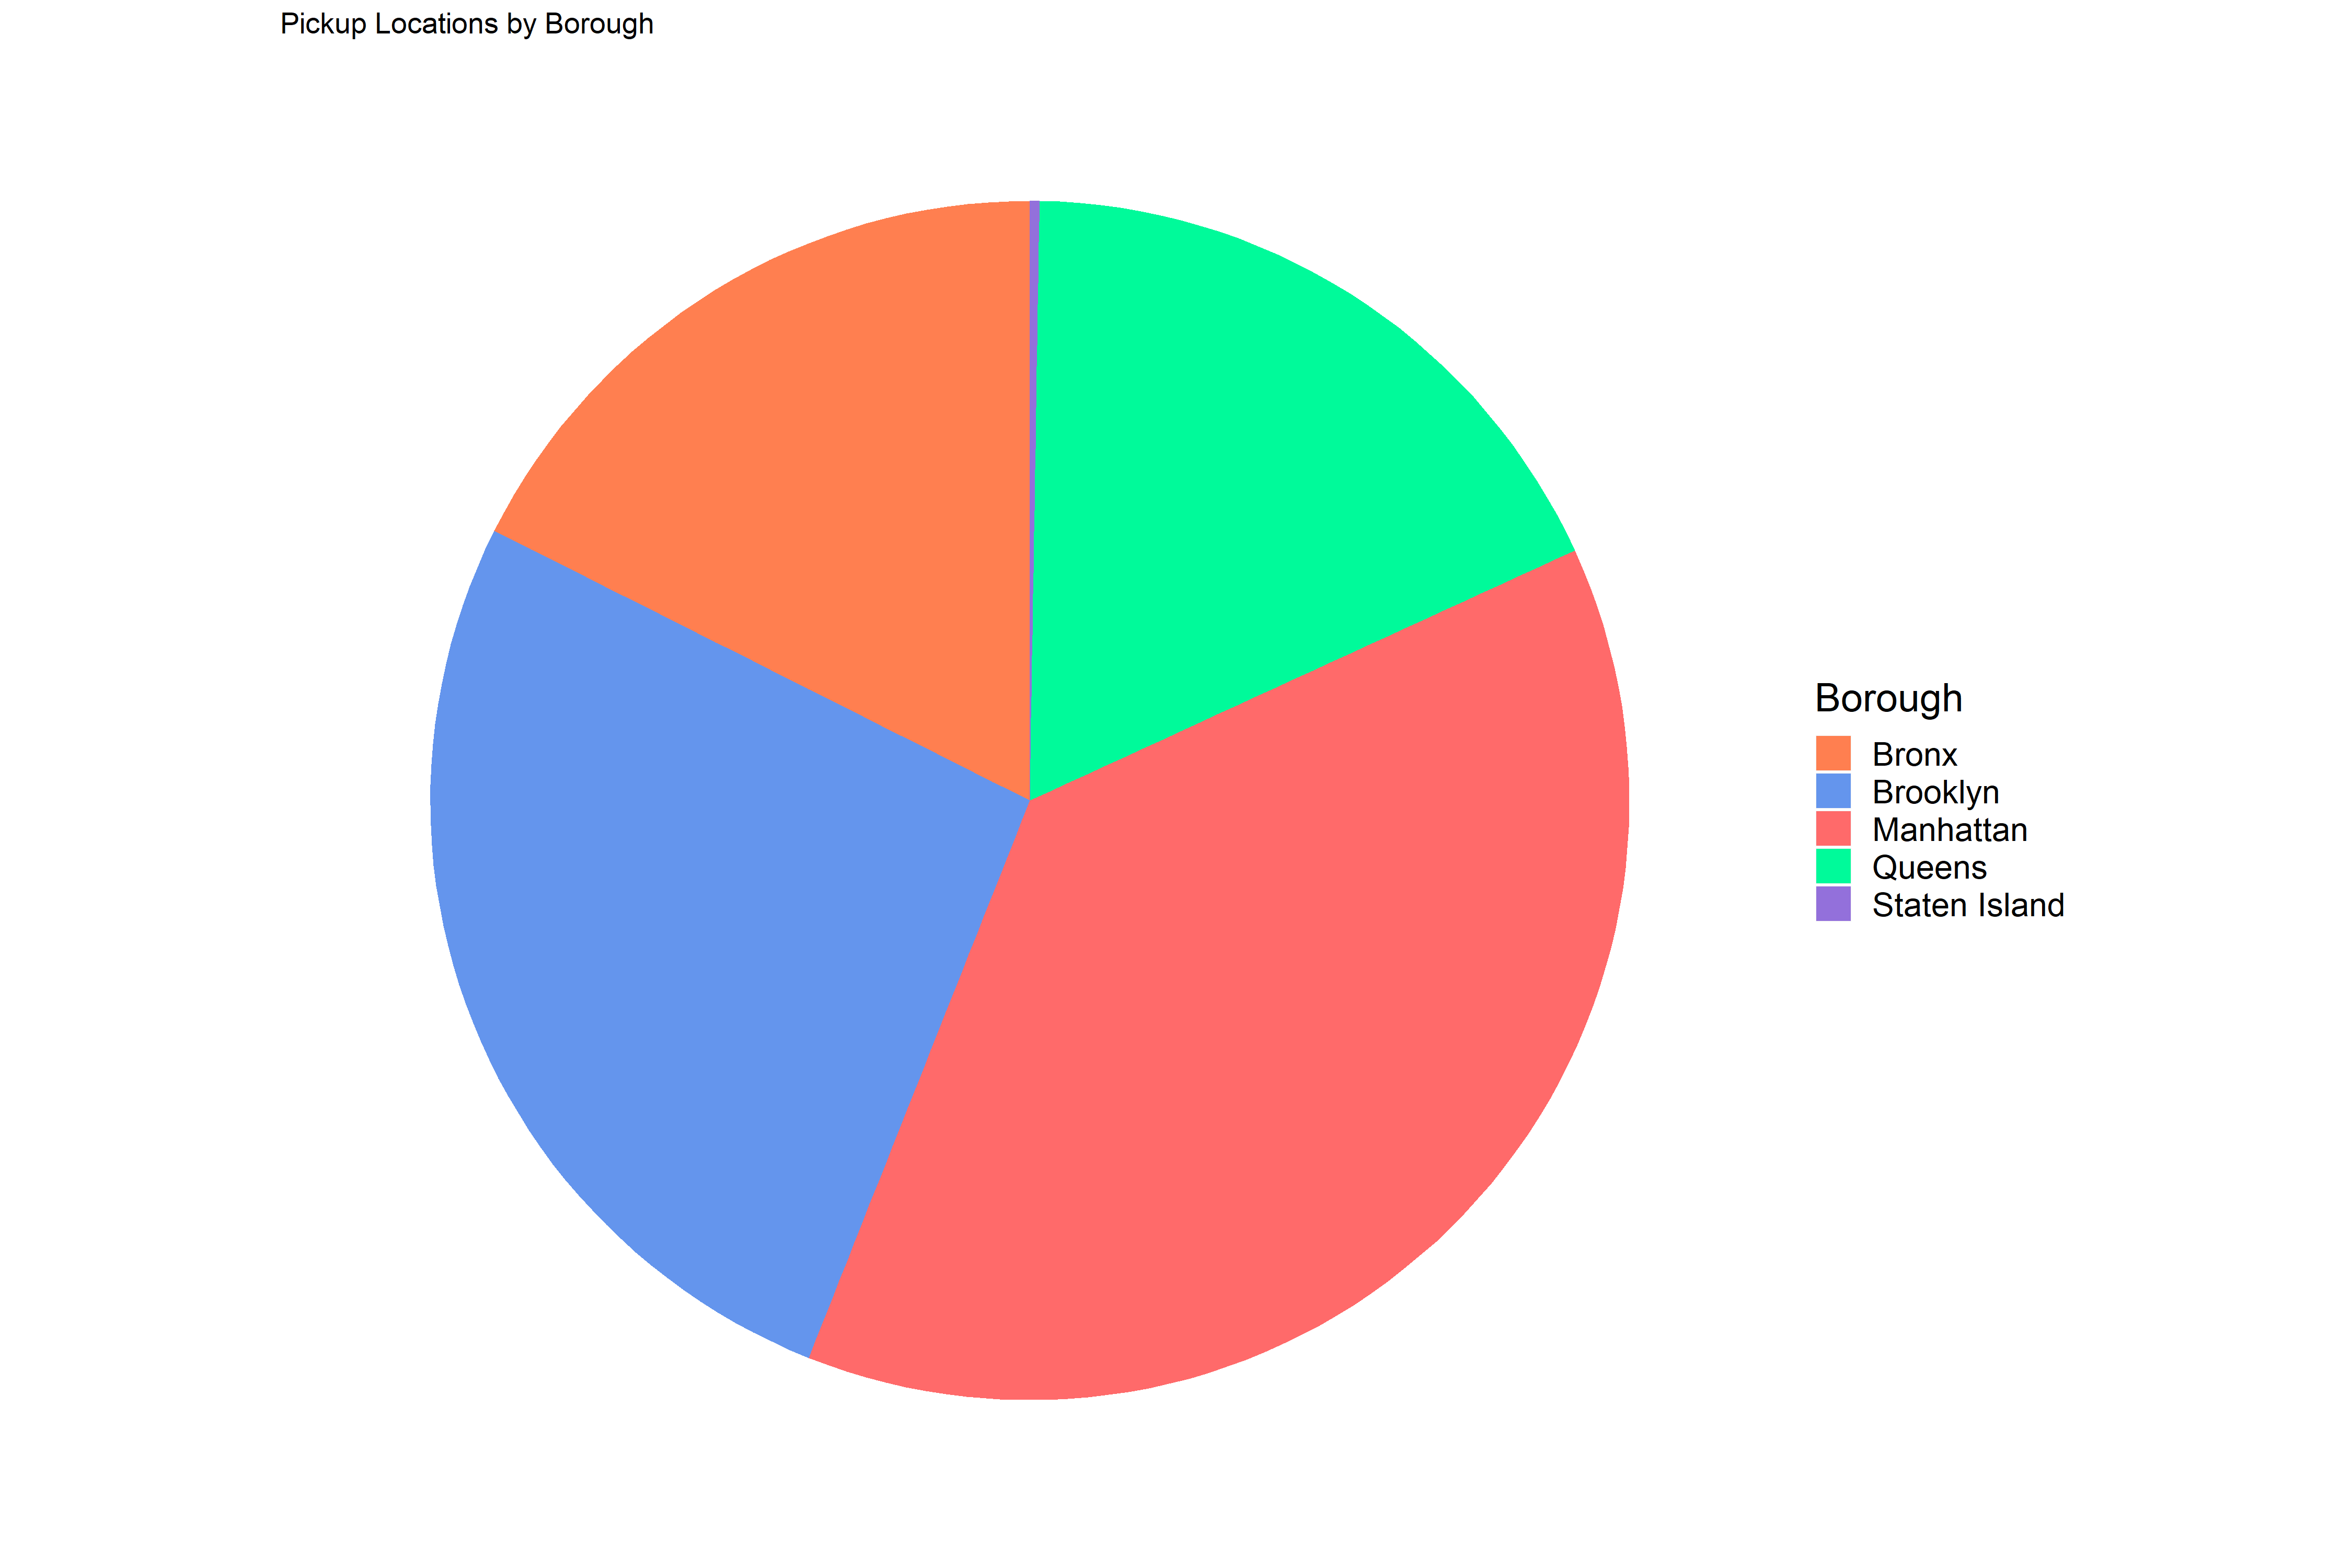 Pickup Locations by Borough
Borough
Bronx
Brooklyn
Manhattan
Queens
Staten Island